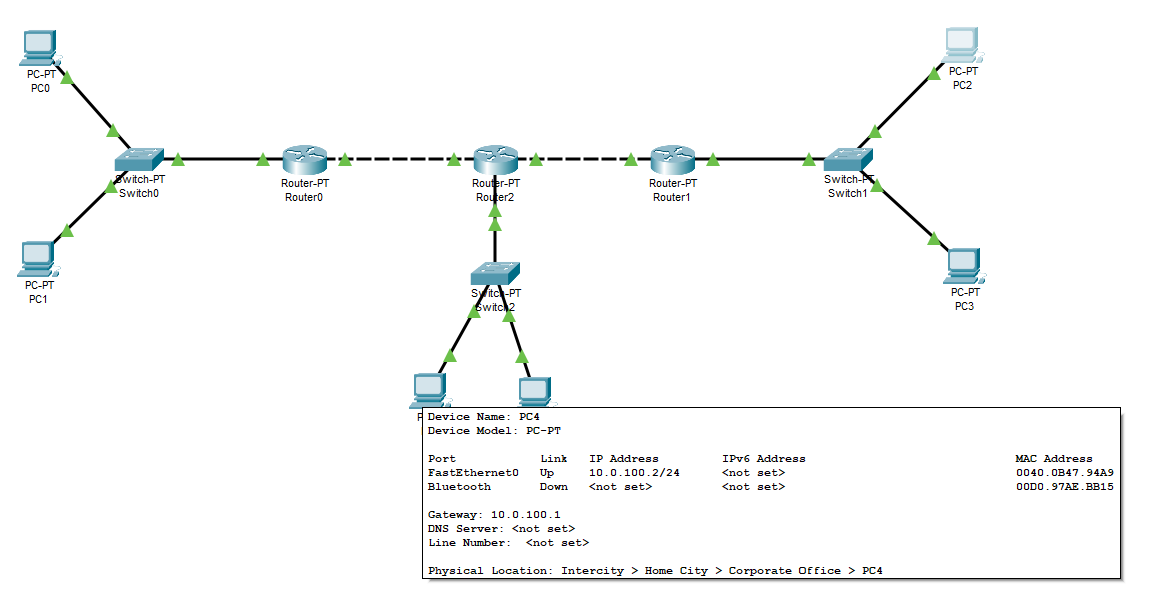 PC-PT
PC0
PC-PT
PC2
Switch-PT
Switch0
Router-PT
Router0
Router-PT
Router2
Router-PT
Router1
Switch-PT
Switch1
PC-PT
PC1
Switch-PT
Switch2
PC-PT
PC3
Device Name: PC4
Device Model: PC-PT
Port Link IP Address IPv6 Address MAC Address
FastEthernet0 Up 10.0.100.2/24 <not set> 0040.0B47.94A9
Bluetooth Down <not set> <not set> 00D0.97AE.BB15
Gateway: 10.0.100.1
DNS Server: <not set>
Line Number: <not set>
Physical Location: Intercity > Home City > Corporate Office > PC4